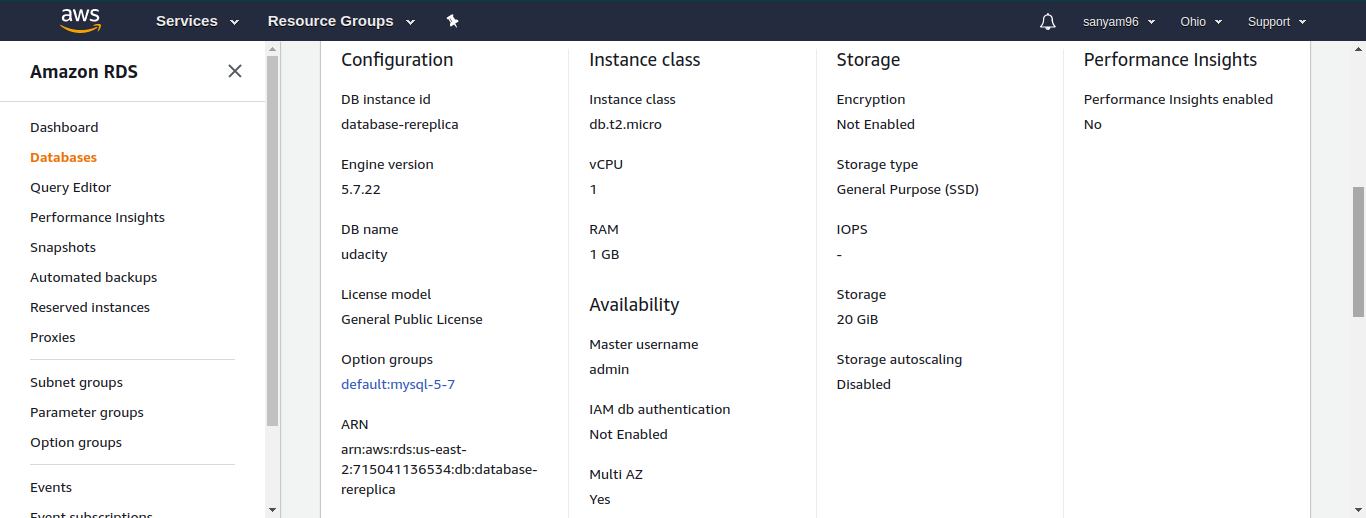 aws Services Resource Groups sanyam96 Ohio Support
Amazon RDS
Dashboard
Databases
Query Editor
Performance Insights
Snapshots
Automated backups
Reserved instances
Proxies
Subnet groups
Parameter groups
Option groups
Events
Event subscriptions
Configuration
DB instance id
database-rereplica
Engine version
5.7.22
DB name
udacity
License model
General Public License
Option groups
default:mysql-5-7
ARN
arn:aws:rds:us-east-
2:715041136534:db:database-
rereplica
Instance class
Instance class
db.t2.micro
vCPU
1
RAM
1 GB
Availability
Master username
admin
IAM db authentication
Not Enabled
Multi AZ
Yes
Storage
Encryption
Not Enabled
Storage type
General Purpose (SSD)
IOPS
-
Storage
20 GiB
Storage autoscaling
Disabled
Performance Insights
Performance Insights enabled
No